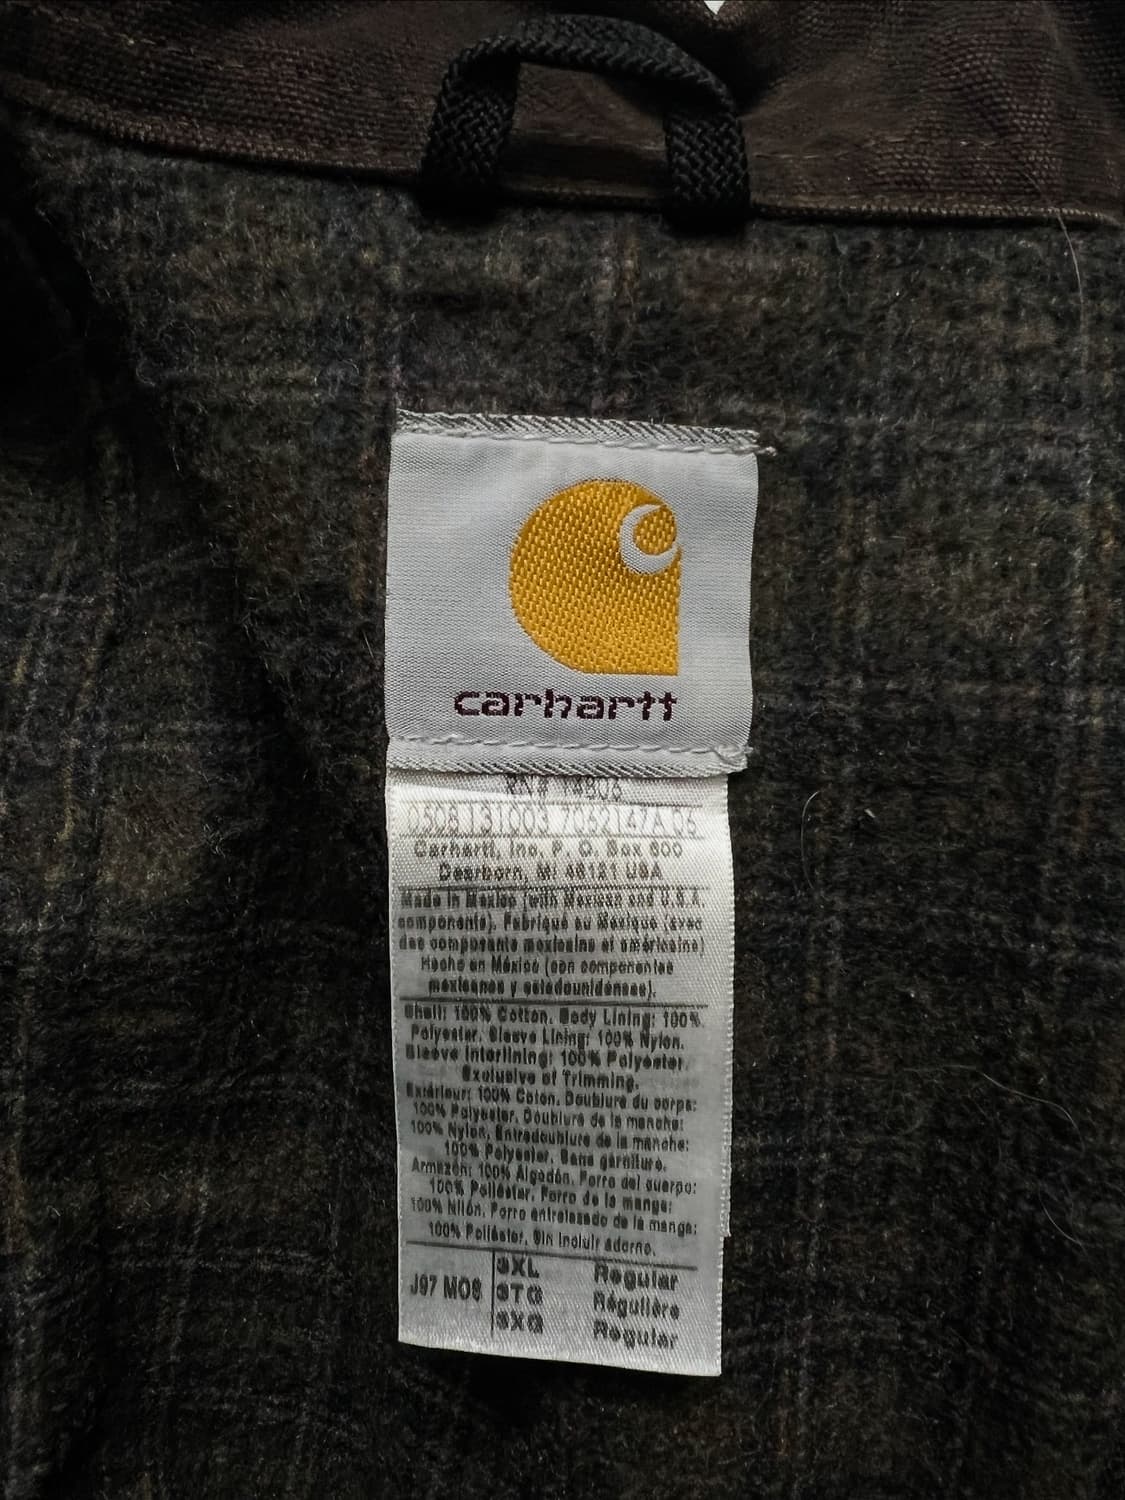 carhartt
RN# 14806
0508 131003 7062147A 06
Carhartt, Inc. P. O. Box 600
Dearborn, MI 48121 USA
Made in Mexico (with Mexican and U.S.A.
components). Fabriqué au Mexique (avec
des composants mexicains et américains)
Hecho en México (con componentes
mexicanos y estadounidenses).
Shell: 100% Cotton. Body Lining: 100%
Polyester. Sleeve Lining: 100% Nylon.
Sleeve Interlining: 100% Polyester.
Exclusive of Trimming.
Extérieur: 100% Coton. Doublure du corps:
100% Polyester. Doublure de la manche:
100% Nylon. Entredoublure de la manche:
100% Polyester. Sans garniture.
Armazón: 100% Algodón. Forro del cuerpo:
100% Poliéster. Forro de la manga:
100% Nilón. Forro entrelazado de la manga:
100% Poliéster. Sin incluir adorno.
J97 MOS
3XL Regular
3TG Régulière
3XG Regular